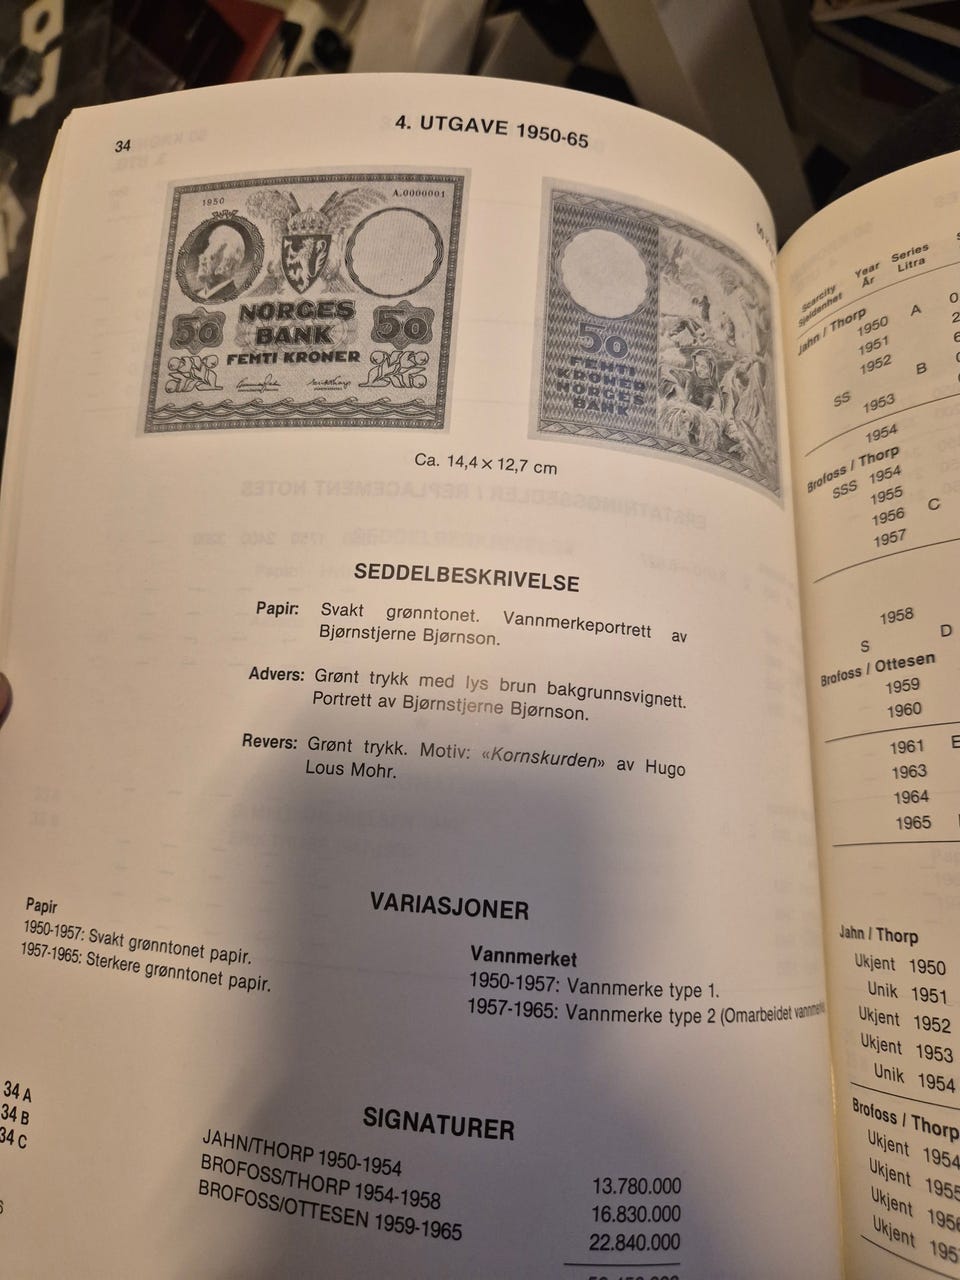 34
4. UTGAVE 1950-65
1950
A.0000001
50
NORGES
BANK
FEMTI KRONER
50
50
FEMTI
KRONER
NORGES
BANK
Ca. 14,4 × 12,7 cm
SEDDELBESKRIVELSE
Papir: Svakt grønntonet. Vannmerkeportrett av
Bjørnstjerne Bjørnson.
Advers: Grønt trykk med lys brun bakgrunnsvignett.
Portrett av Bjørnstjerne Bjørnson.
Revers: Grønt trykk. Motiv: «Kornskurden» av Hugo
Lous Mohr.
VARIASJONER
Papir
1950-1957: Svakt grønntonet papir.
1957-1965: Sterkere grønntonet papir.
Vannmerket
1950-1957: Vannmerke type 1.
1957-1965: Vannmerke type 2 (Omarbeidet
34 A
34 B
34 C
SIGNATURER
JAHN/THORP 1950-1954
BROFOSS/THORP 1954-1958
BROFOSS/OTTESEN 1959-1965
13.780.000
16.830.000
22.840.000
Scarcity Year Series
Sjeldenhet År Litra
Jahn / Thorp
1950 A
1951
1952
SS B
1953
1954
Brofoss / Thorp
SSS 1954
1955
1956 C
1957
1958
S D
Brofoss / Ottesen
1959
1960
1961 E
1963
1964
1965
Jahn / Thorp
Ukjent 1950
Unik 1951
Ukjent 1952
Ukjent 1953
Unik 1954
Brofoss / Thorp
Ukjent 1954
Ukjent 1955
Ukjent 1956
Ukjent